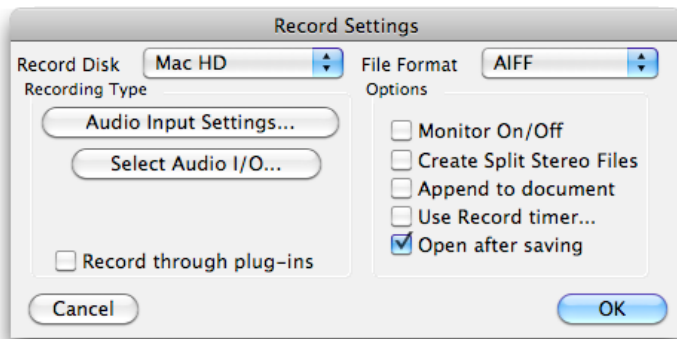 Record Settings
Record Disk Mac HD File Format AIFF
Recording Type
Audio Input Settings...
Select Audio I/O...
Record through plug-ins
Options
Monitor On/Off
Create Split Stereo Files
Append to document
Use Record timer...
Open after saving
Cancel OK